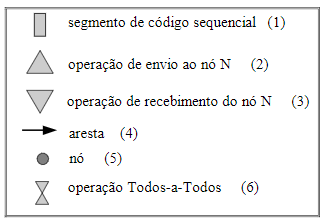 segmento de código sequencial (1)
operação de envio ao nó N (2)
operação de recebimento do nó N (3)
aresta (4)
nó (5)
operação Todos-a-Todos (6)